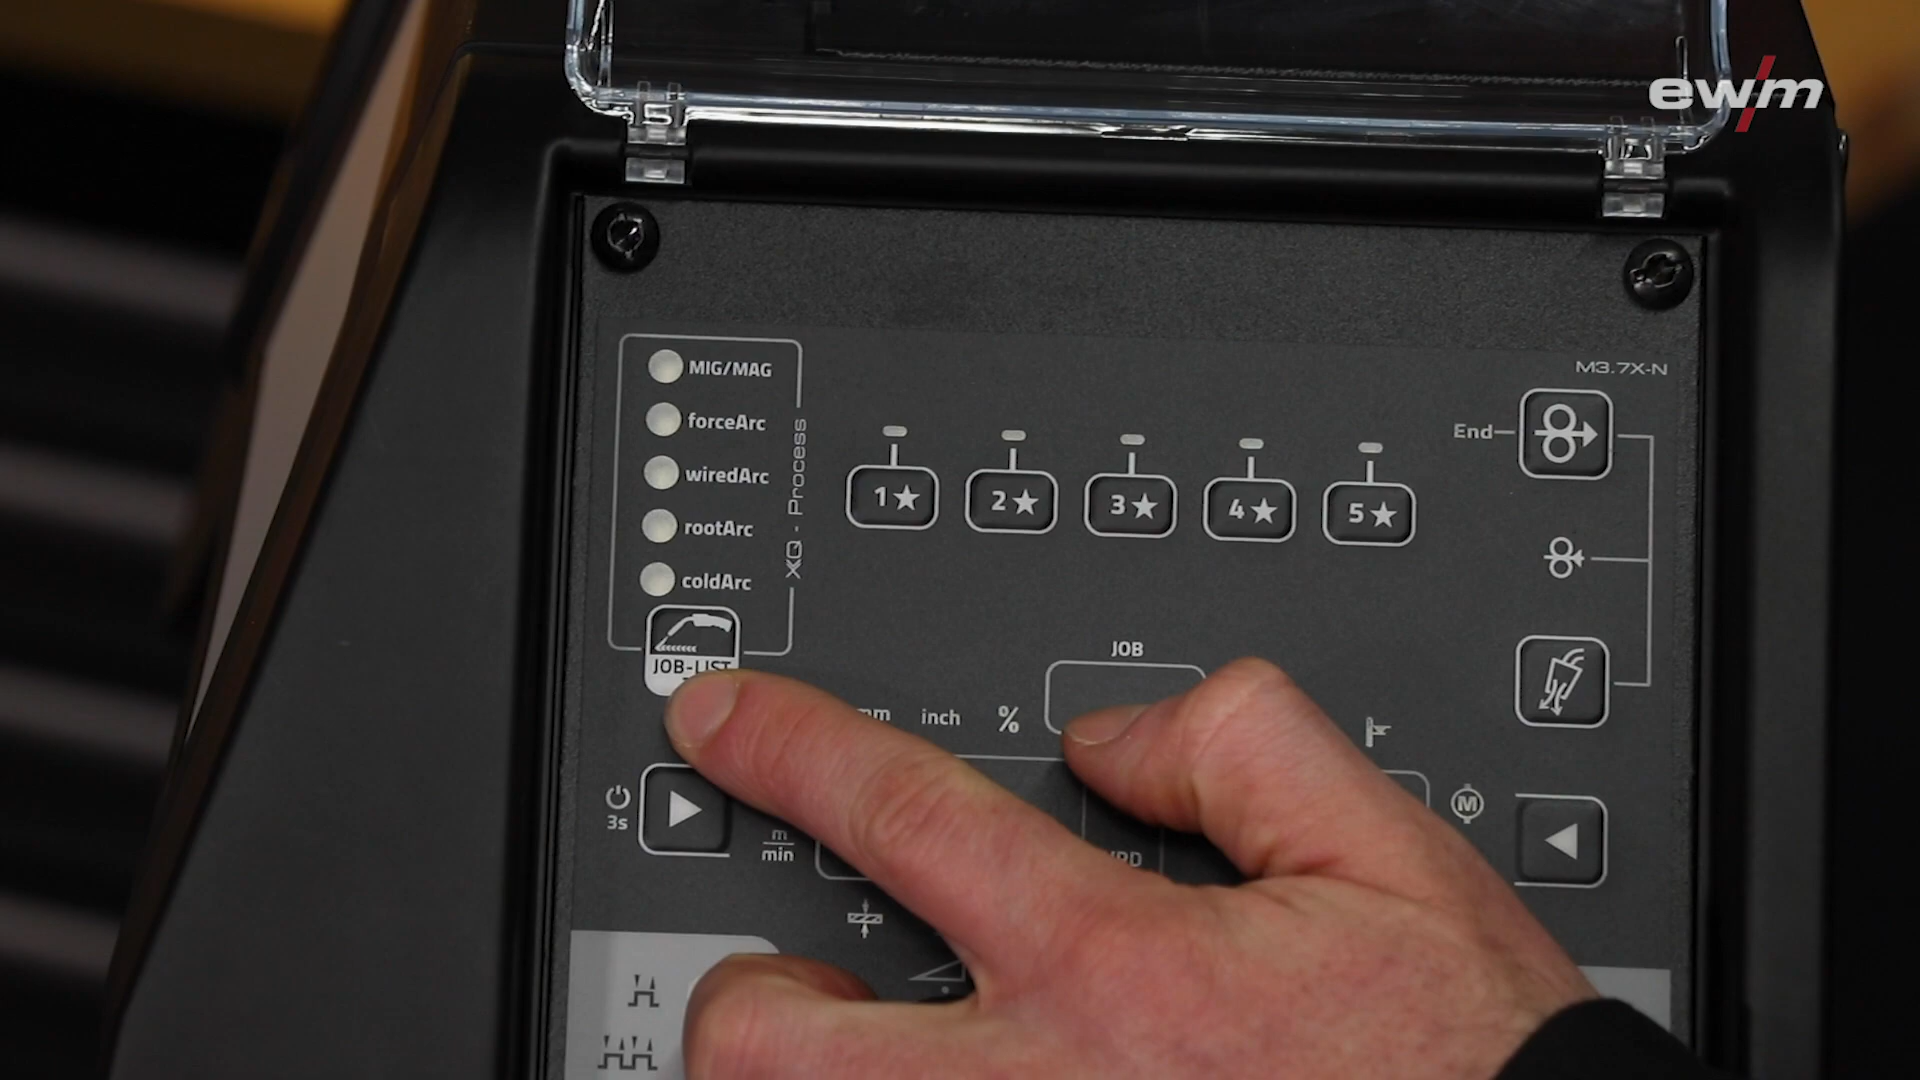 ewm
M3.7X-N
MIG/MAG
forceArc
wiredArc
rootArc
coldArc
XQ - Process
JOB-LIST
1★
2★
3★
4★
5★
End
JOB
mm
inch
%
3s
m
min
M